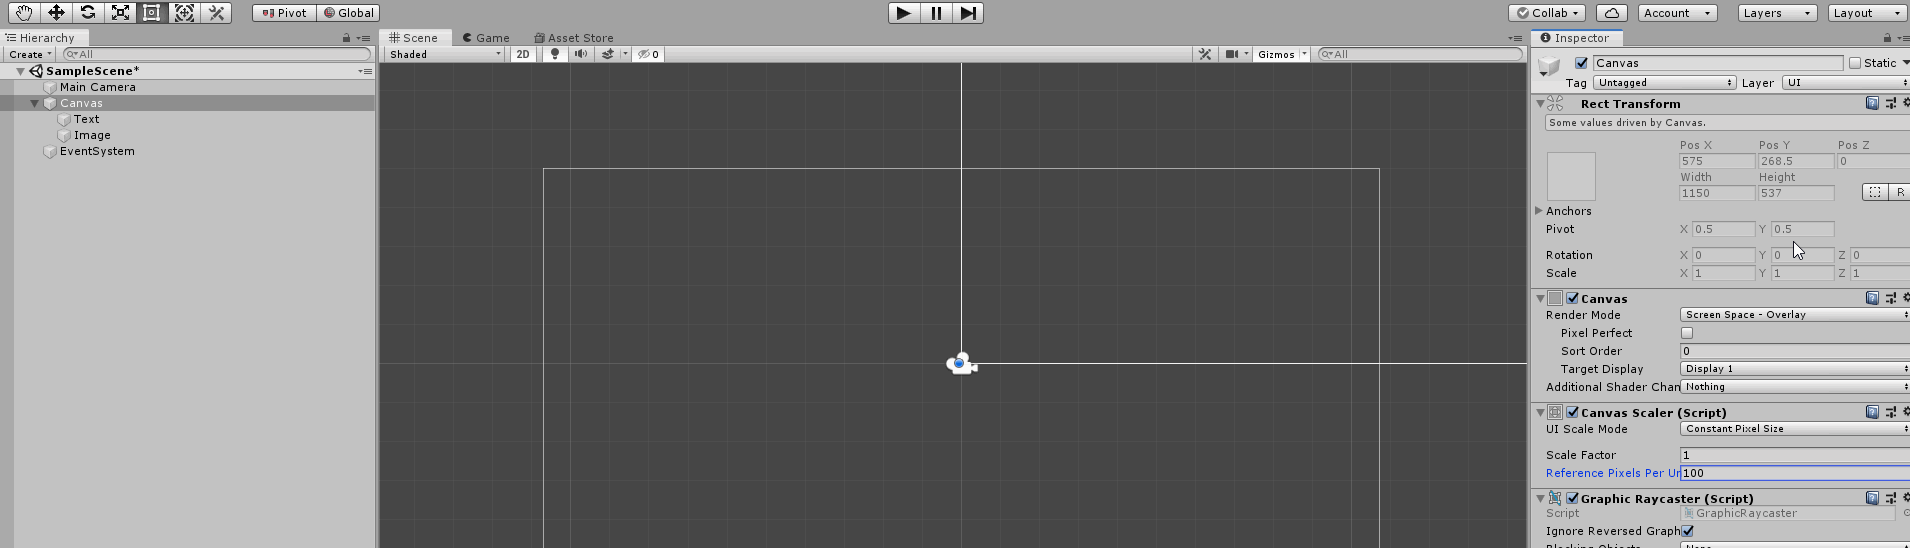 Pivot Global Collab Account Layers Layout
Hierarchy Scene Game Asset Store Inspector
Create All Shaded 2D 0 Gizmos All
Canvas Static
SampleScene*
Main Camera
Tag Untagged Layer UI
Canvas
Rect Transform
Text
Some values driven by Canvas.
Image
EventSystem
Pos X Pos Y Pos Z
575 268.5 0
Width Height
1150 537 R
Anchors
Pivot X 0.5 Y 0.5
Rotation X 0 Y 0 Z 0
Scale X 1 Y 1 Z 1
Canvas
Render Mode Screen Space - Overlay
Pixel Perfect
Sort Order 0
Target Display Display 1
Additional Shader Chan Nothing
Canvas Scaler (Script)
UI Scale Mode Constant Pixel Size
Scale Factor 1
Reference Pixels Per Ur 100
Graphic Raycaster (Script)
Script GraphicRaycaster
Ignore Reversed Graph